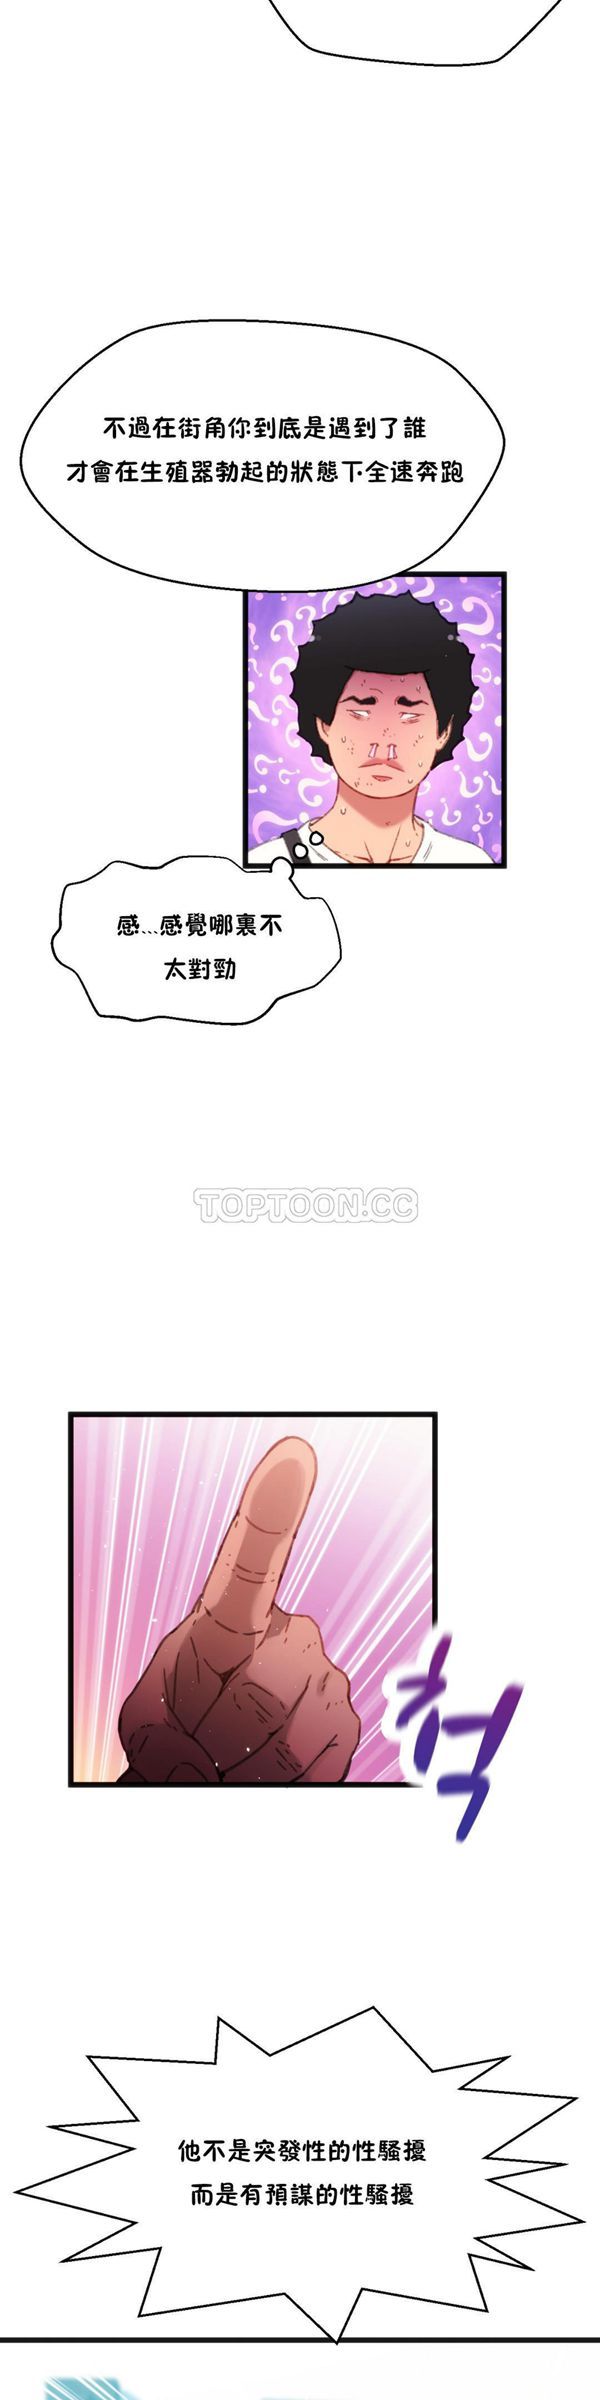 不過在街角你到底是遇到了誰
才會在生殖器勃起的狀態下全速奔跑
感...感覺哪裏不
太對勁
TOPTOON.CC
척
他不是突發性的性騷擾
而是有預謀的性騷擾